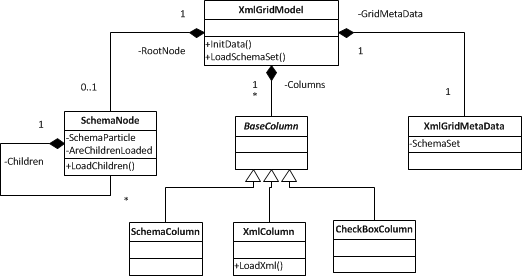 1
XmlGridModel
-GridMetaData
-RootNode
+InitData()
+LoadSchemaSet()
1
1
*
-Columns
0..1
1
1
SchemaNode
-SchemaParticle
-AreChildrenLoaded
+LoadChildren()
-Children
*
BaseColumn
XmlGridMetaData
-SchemaSet
SchemaColumn
XmlColumn
+LoadXml()
CheckBoxColumn